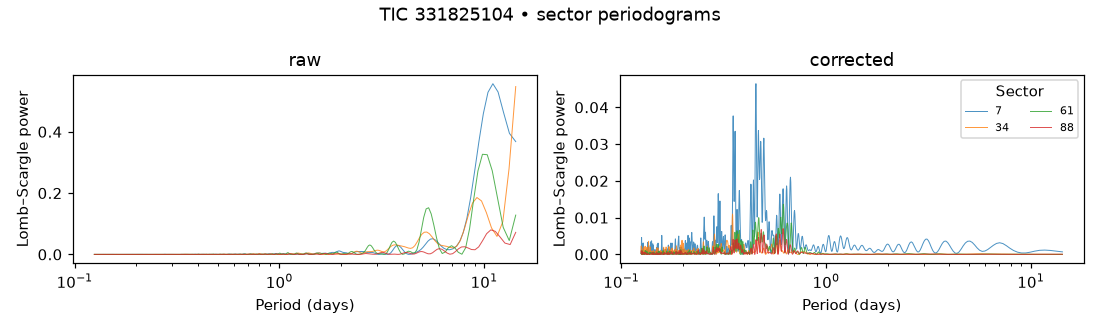 TIC 331825104 • sector periodograms
raw
corrected
Lomb–Scargle power
0.4
0.2
0.0
10⁻¹
10⁰
10¹
Period (days)
Lomb–Scargle power
0.04
0.03
0.02
0.01
0.00
10⁻¹
10⁰
10¹
Period (days)
Sector
7
61
34
88